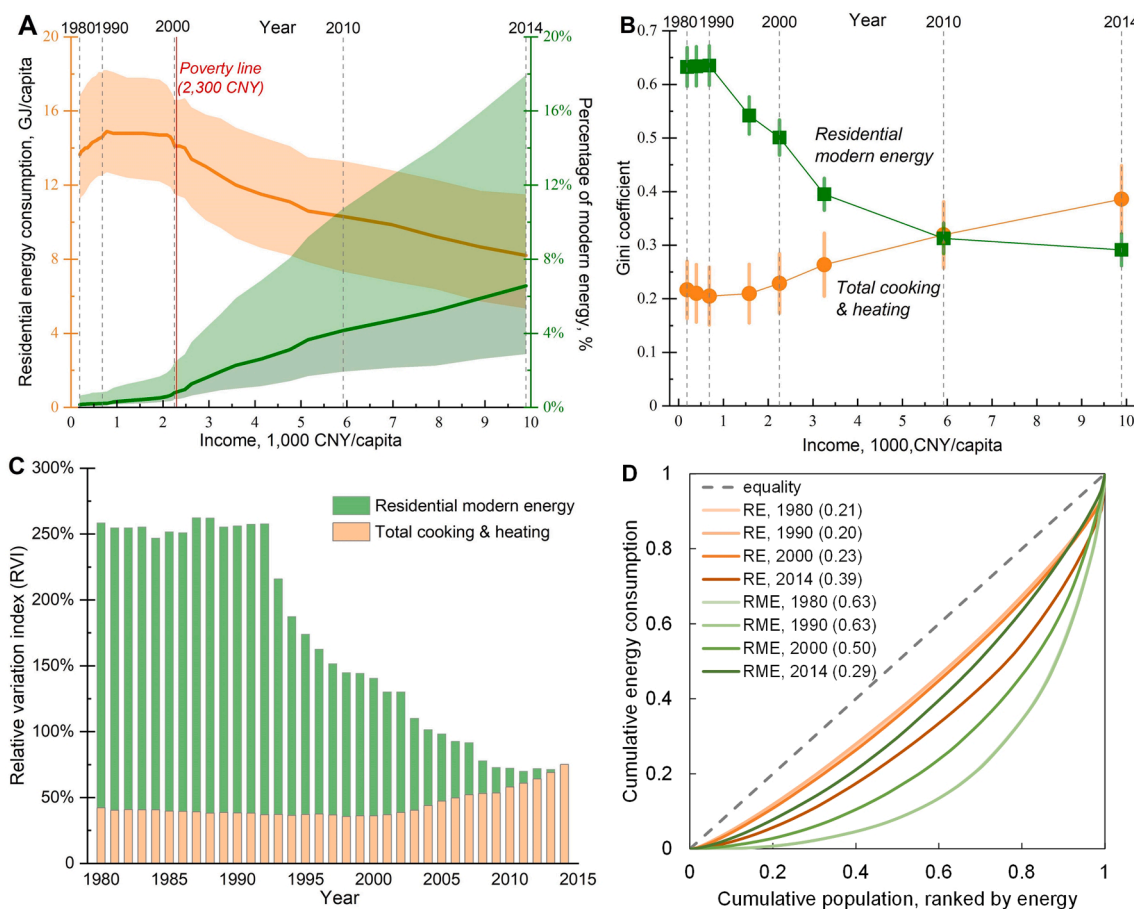 A
1980 1990 2000 Year 2010 2014
Poverty line
(2,300 CNY)
Residential energy consumption, GJ/capita
20
16
12
8
4
0
Percentage of modern energy, %
20%
16%
12%
8%
4%
0%
0 1 2 3 4 5 6 7 8 9 10
Income, 1,000 CNY/capita
B
1980 1990 2000 Year 2010 2014
Gini coefficient
0.7
0.6
0.5
0.4
0.3
0.2
0.1
0.0
Residential
modern energy
Total cooking
& heating
0 1 2 3 4 5 6 7 8 9 10
Income, 1000,CNY/capita
C
Relative variation index (RVI)
300%
250%
200%
150%
100%
50%
0
Residential modern energy
Total cooking & heating
1980 1985 1990 1995 2000 2005 2010 2015
Year
D
Cumulative energy consumption
1
0.8
0.6
0.4
0.2
0
equality
RE, 1980 (0.21)
RE, 1990 (0.20)
RE, 2000 (0.23)
RE, 2014 (0.39)
RME, 1980 (0.63)
RME, 1990 (0.63)
RME, 2000 (0.50)
RME, 2014 (0.29)
0 0.2 0.4 0.6 0.8 1
Cumulative population, ranked by energy